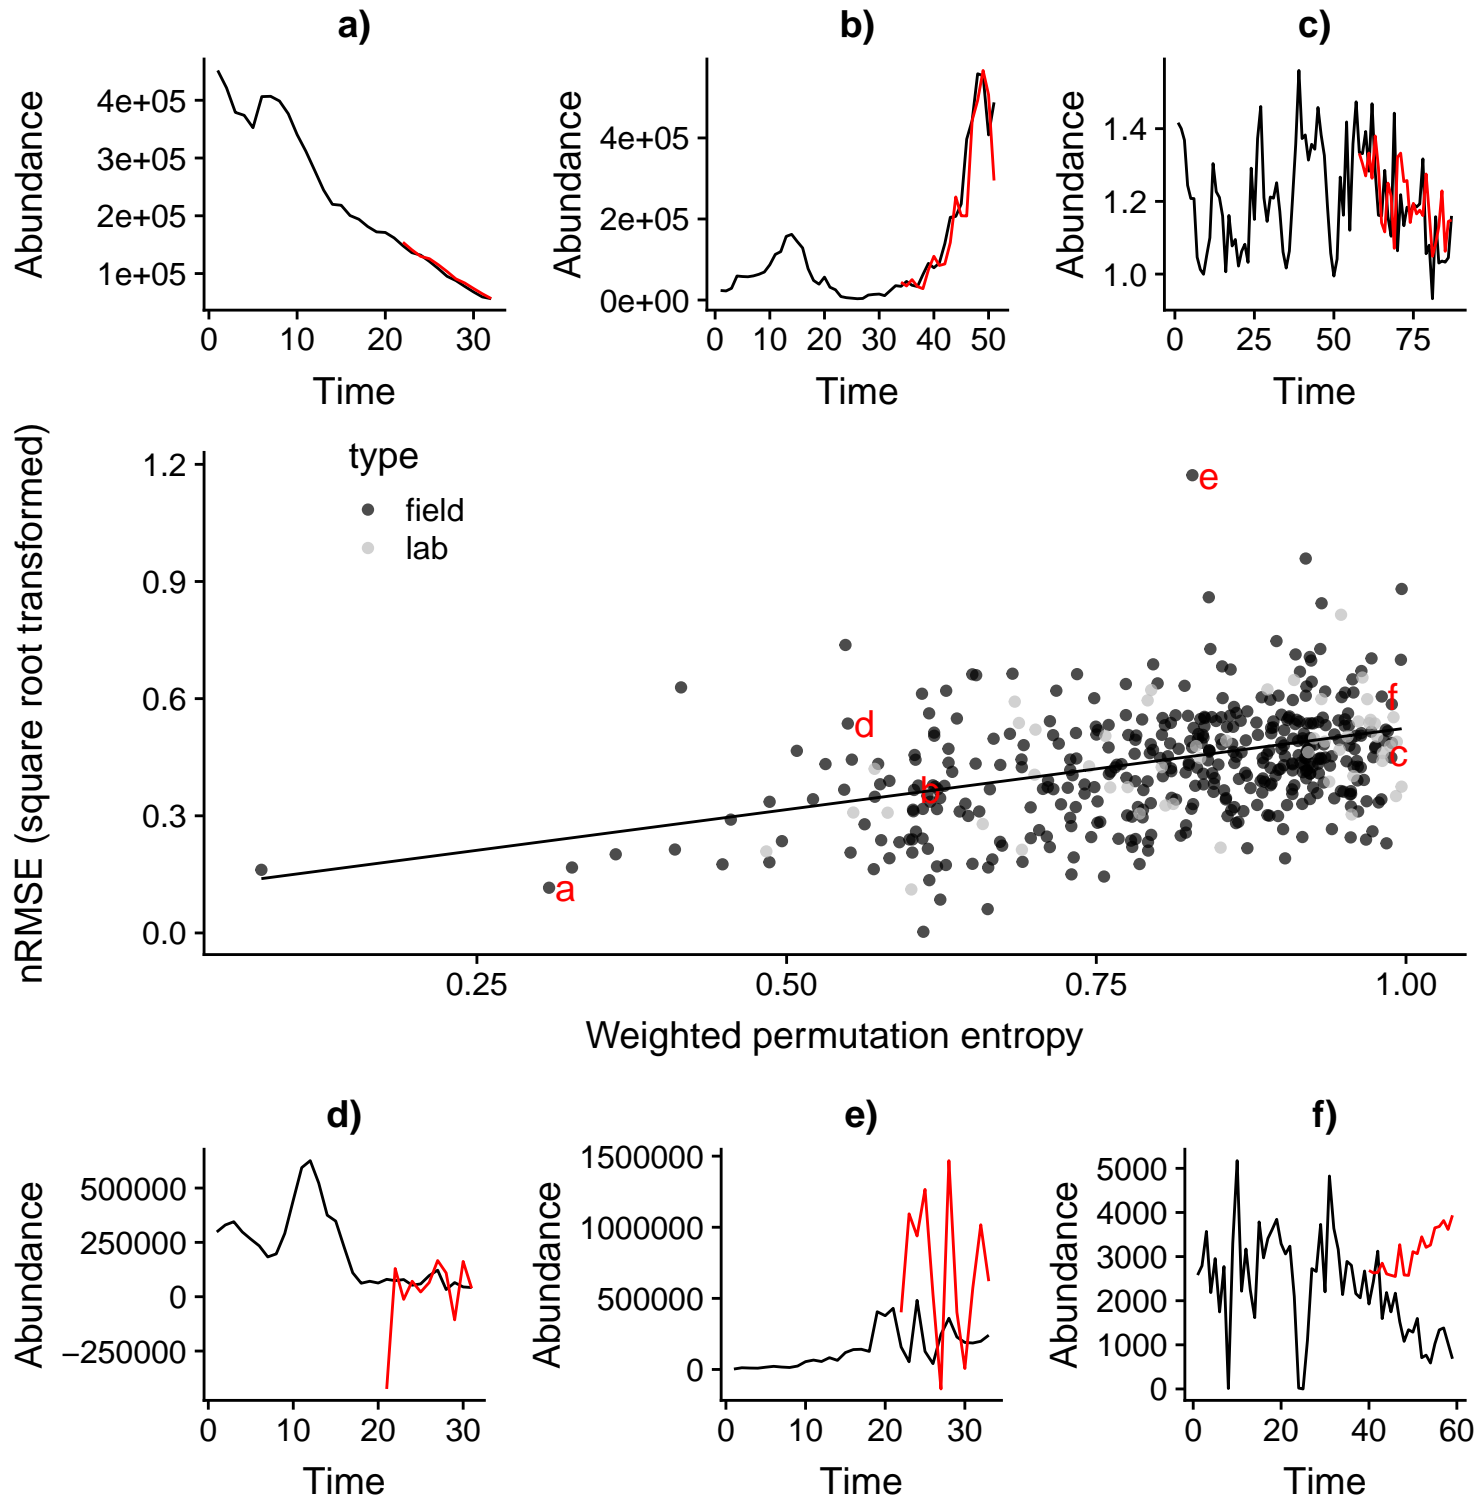 a)
b)
c)
Abundance
4e+05
3e+05
2e+05
1e+05
0 10 20 30
Time
Abundance
4e+05
2e+05
0e+00
0 10 20 30 40 50
Time
Abundance
1.4
1.2
1.0
0 25 50 75
Time
nRMSE (square root transformed)
1.2
0.9
0.6
0.3
0.0
type
field
lab
e
d
f
b
c
a
0.25 0.50 0.75 1.00
Weighted permutation entropy
d)
e)
f)
Abundance
500000
250000
0
−250000
0 10 20 30
Time
Abundance
1500000
1000000
500000
0
0 10 20 30
Time
Abundance
5000
4000
3000
2000
1000
0
0 20 40 60
Time